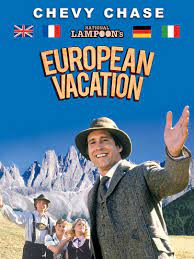 CHEVY CHASE
NATIONAL
LAMPOON's
EUROPEAN
VACATION